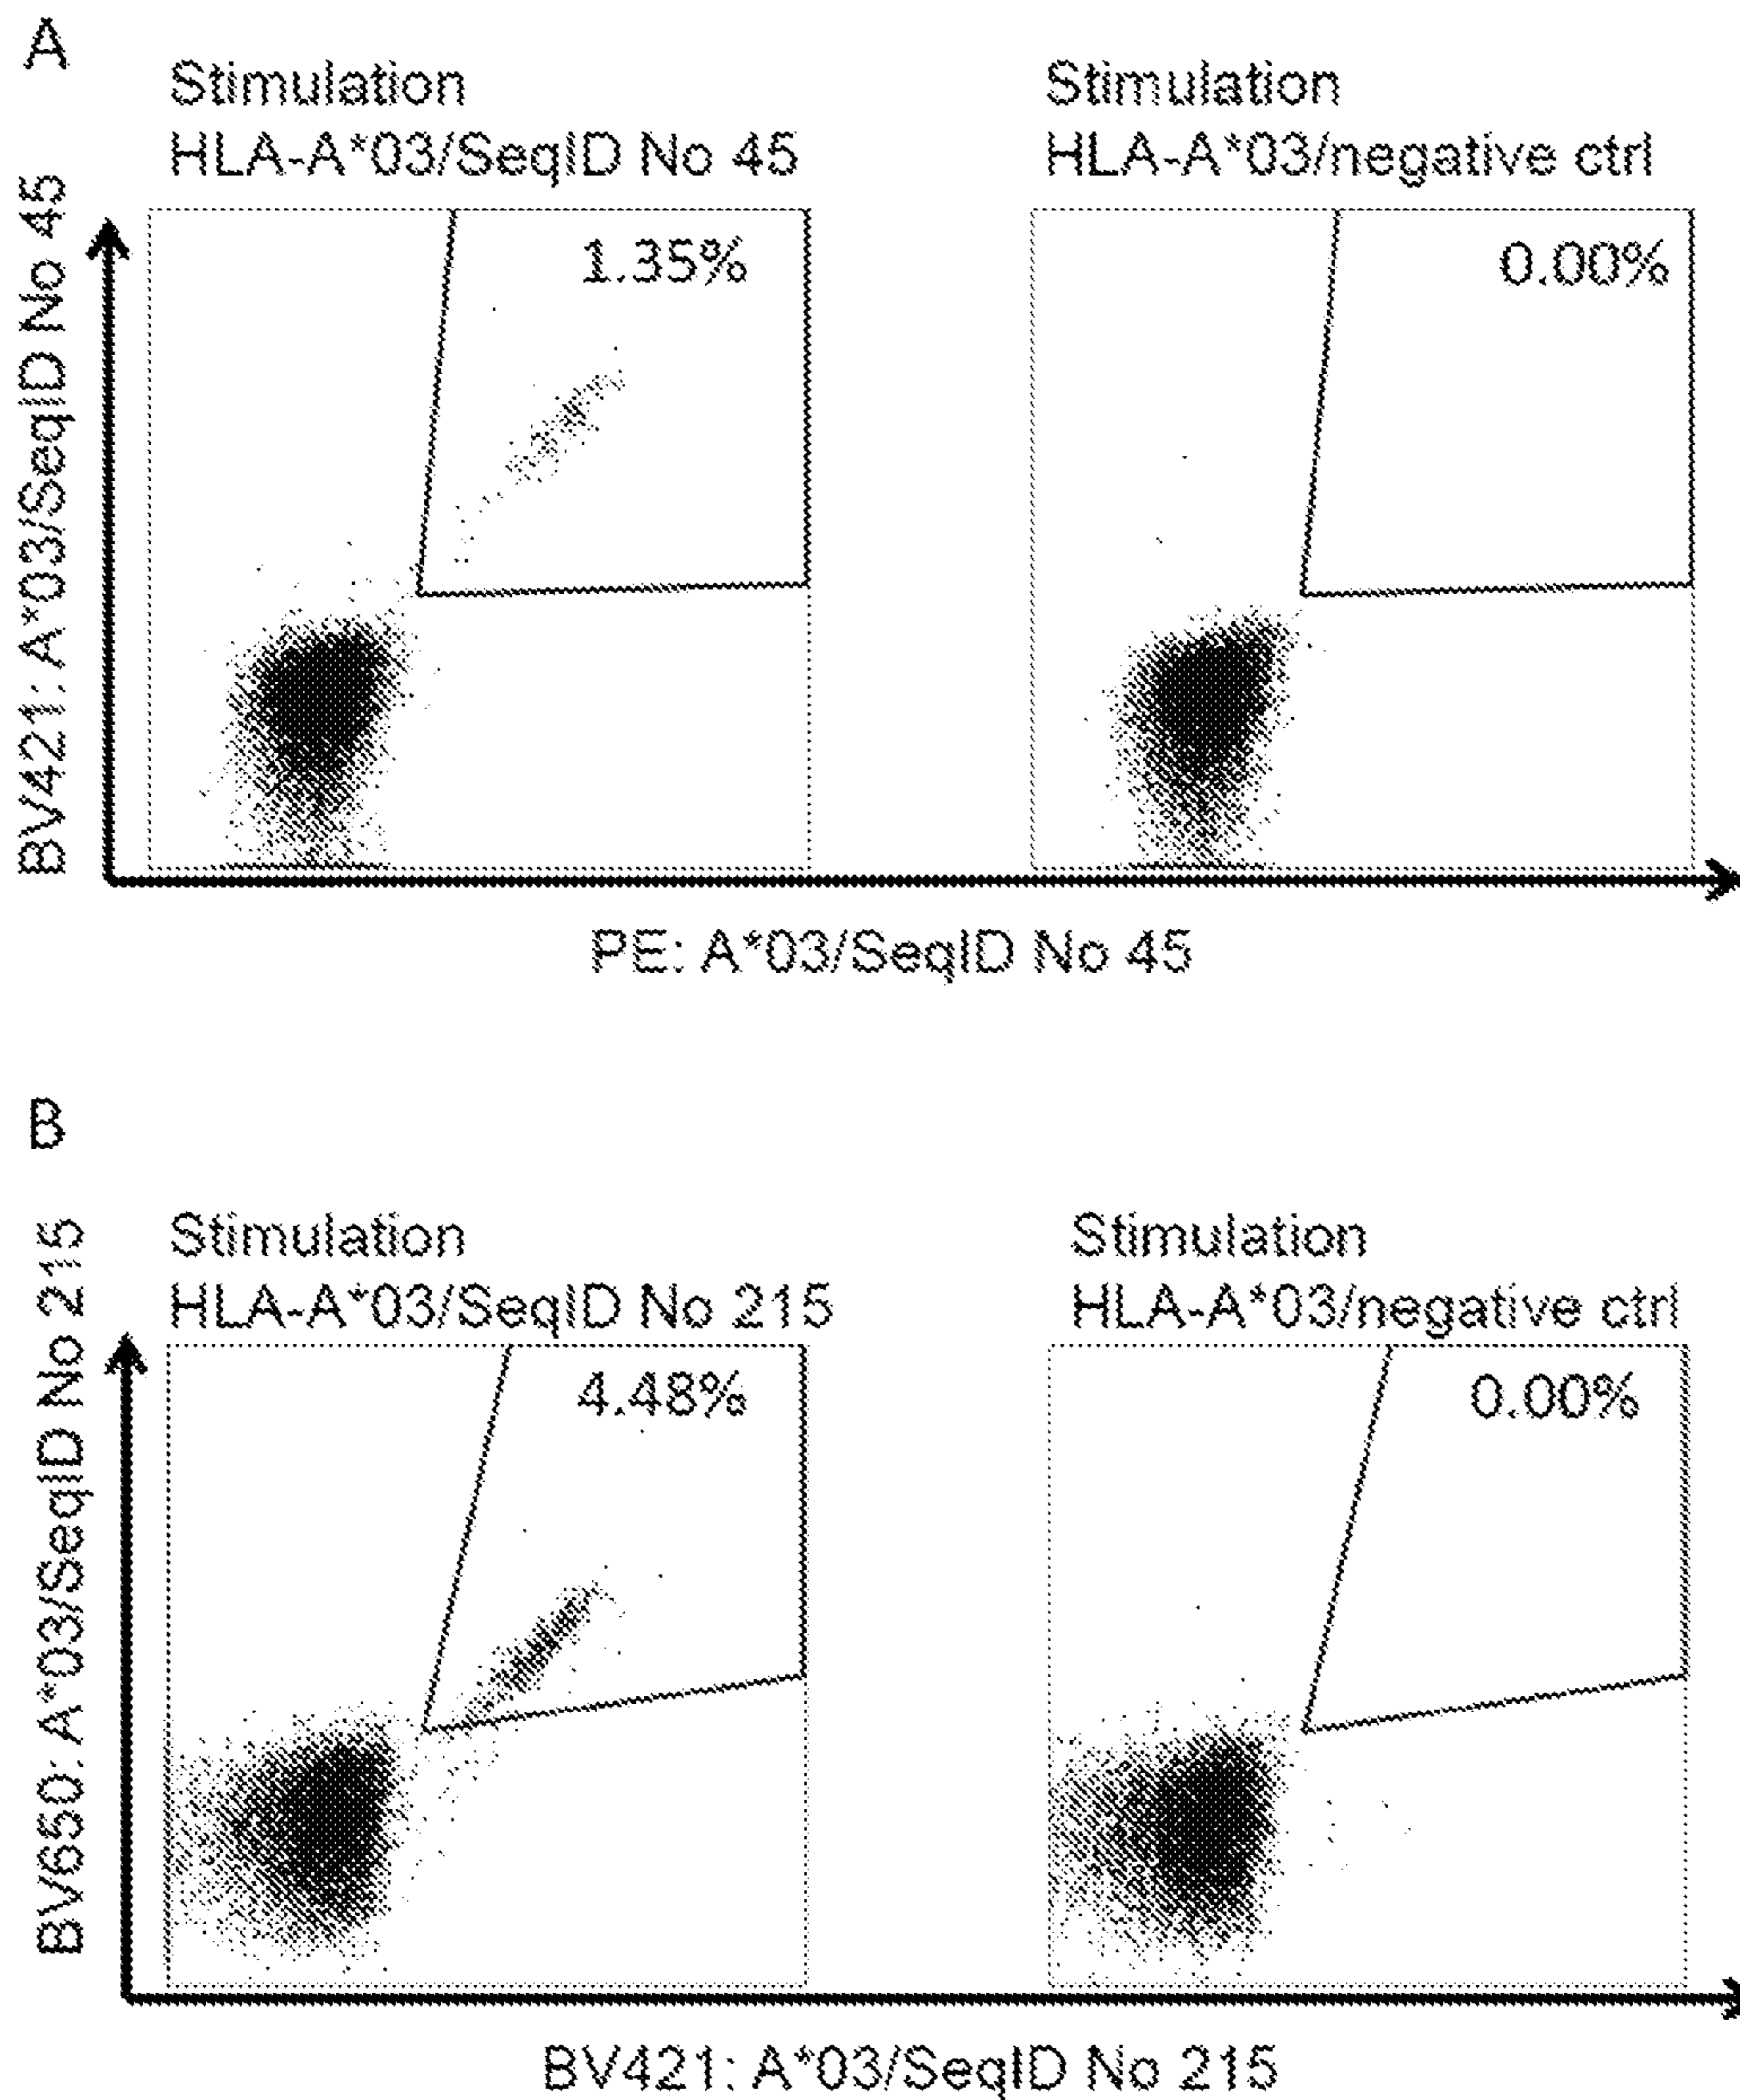 A
Stimulation
HLA-A*03/SeqID No 45
Stimulation
HLA-A*03/negative ctrl
BV421: A*03/SeqID No 45
1.35%
0.00%
PE: A*03/SeqID No 45
B
Stimulation
HLA-A*03/SeqID No 215
Stimulation
HLA-A*03/negative ctrl
BV650: A*03/SeqID No 215
4.48%
0.00%
BV421: A*03/SeqID No 215